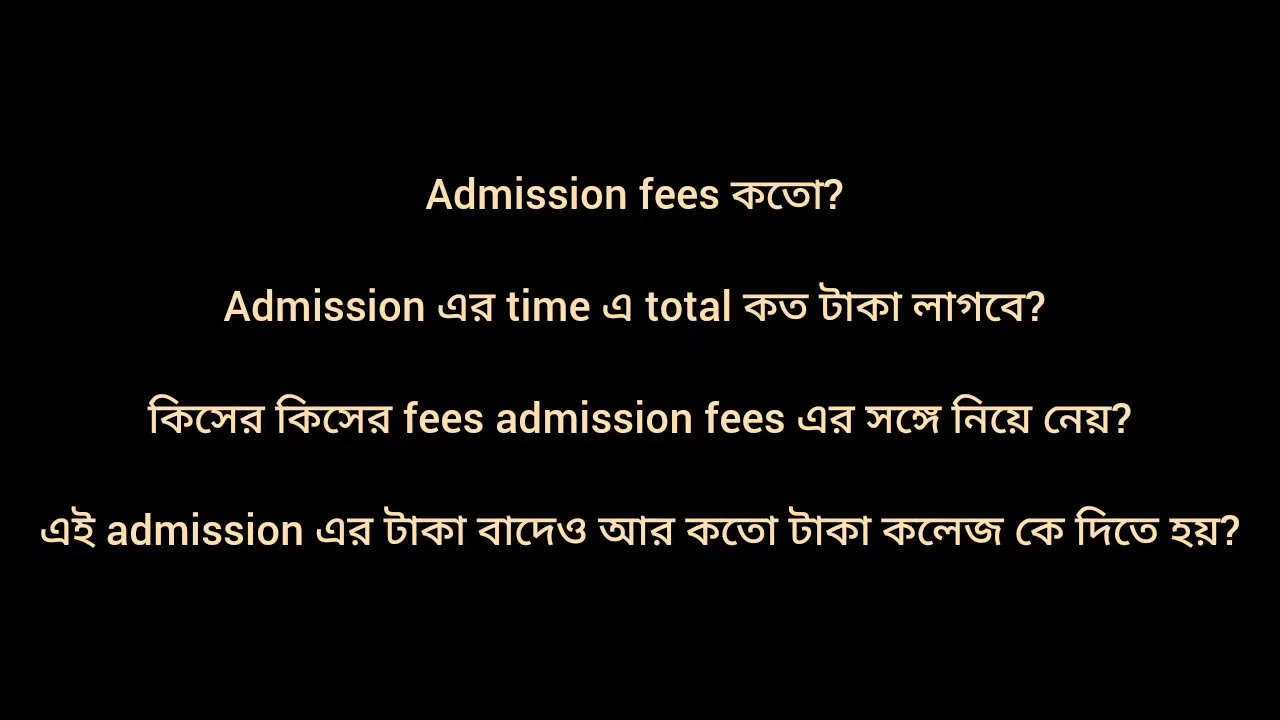 Admission fees কতো?
Admission এর time এ total কত টাকা লাগবে?
কিসের কিসের fees admission fees এর সঙ্গে নিয়ে নেয়?
এই admission এর টাকা বাদেও আর কতো টাকা কলেজ কে দিতে হয়?